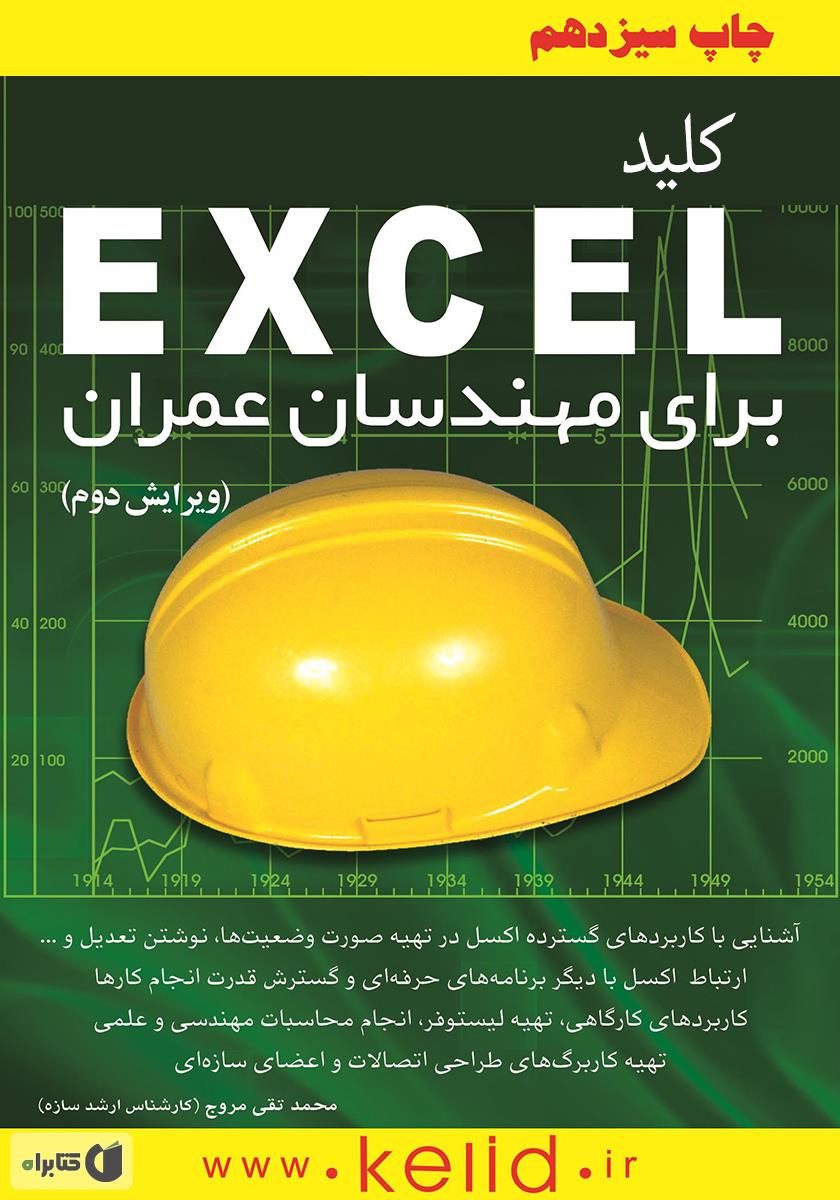 چاپ سیزدهم
کلید
EXCEL
برای مهندسان عمران
(ویرایش دوم)
100 500 10000
90 400 8000
3 4 5
60 300 6000
40 200 4000
20 100 2000
1914 1919 1924 1929 1934 1939 1944 1949 1954
آشنایی با کاربردهای گسترده اکسل در تهیه صورت وضعیت‌ها، نوشتن تعدیل و ...
ارتباط اکسل با دیگر برنامه‌های حرفه‌ای و گسترش قدرت انجام کارها
کاربردهای کارگاهی، تهیه لیستوفر، انجام محاسبات مهندسی و علمی
تهیه کاربرگ‌های طراحی اتصالات و اعضای سازه‌ای
محمد تقی مروج (کارشناس ارشد سازه)
www.kelid.ir
کتابراه